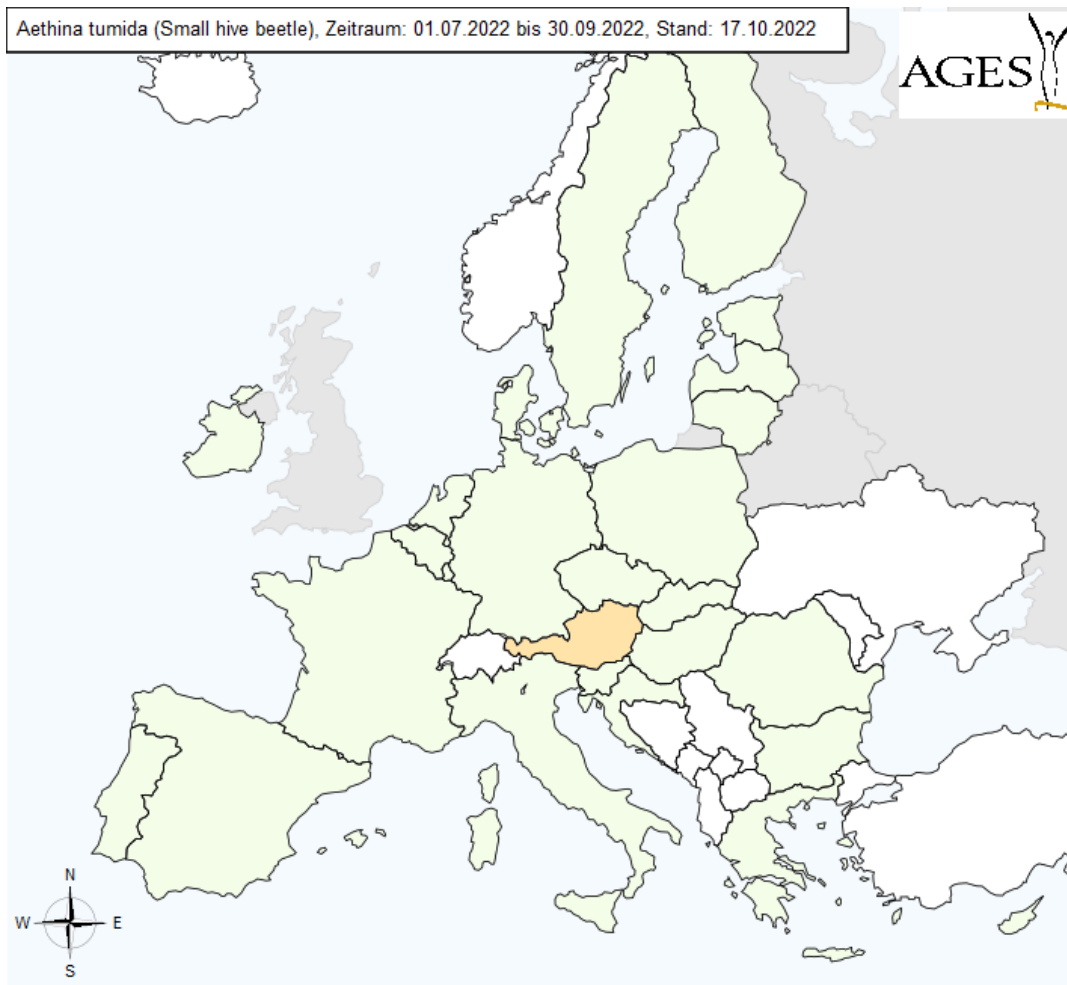 Aethina tumida (Small hive beetle), Zeitraum: 01.07.2022 bis 30.09.2022, Stand: 17.10.2022
AGES
N
W E
S